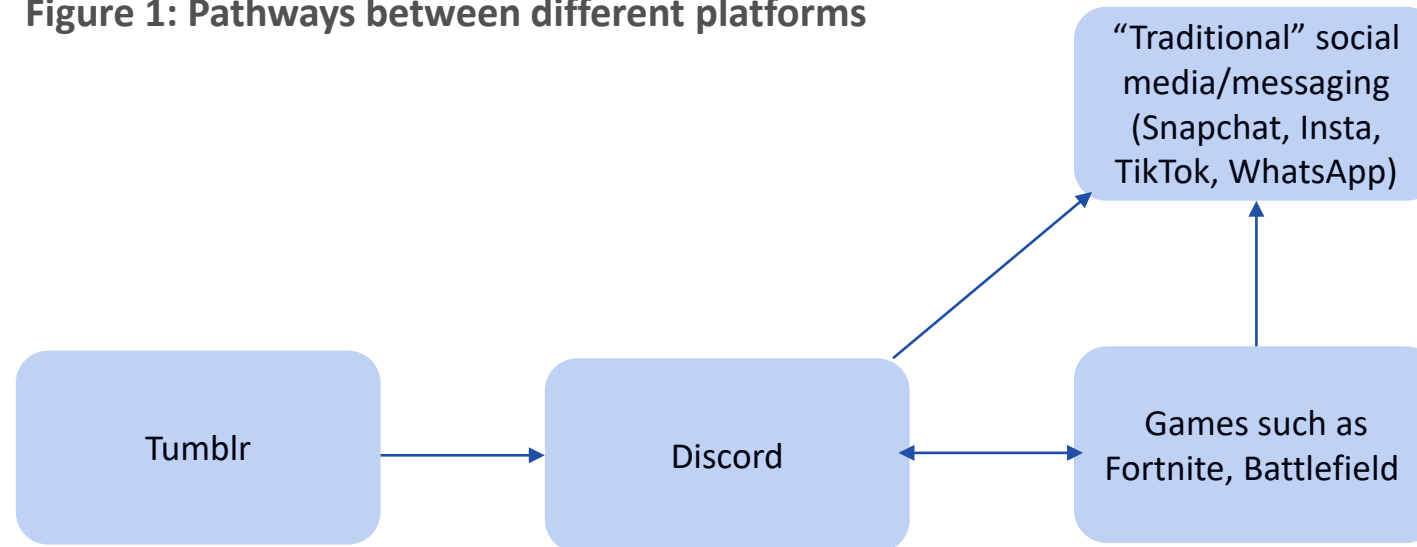 Figure 1: Pathways between different platforms
“Traditional” social
media/messaging
(Snapchat, Insta,
TikTok, WhatsApp)
Tumblr
Discord
Games such as
Fortnite, Battlefield